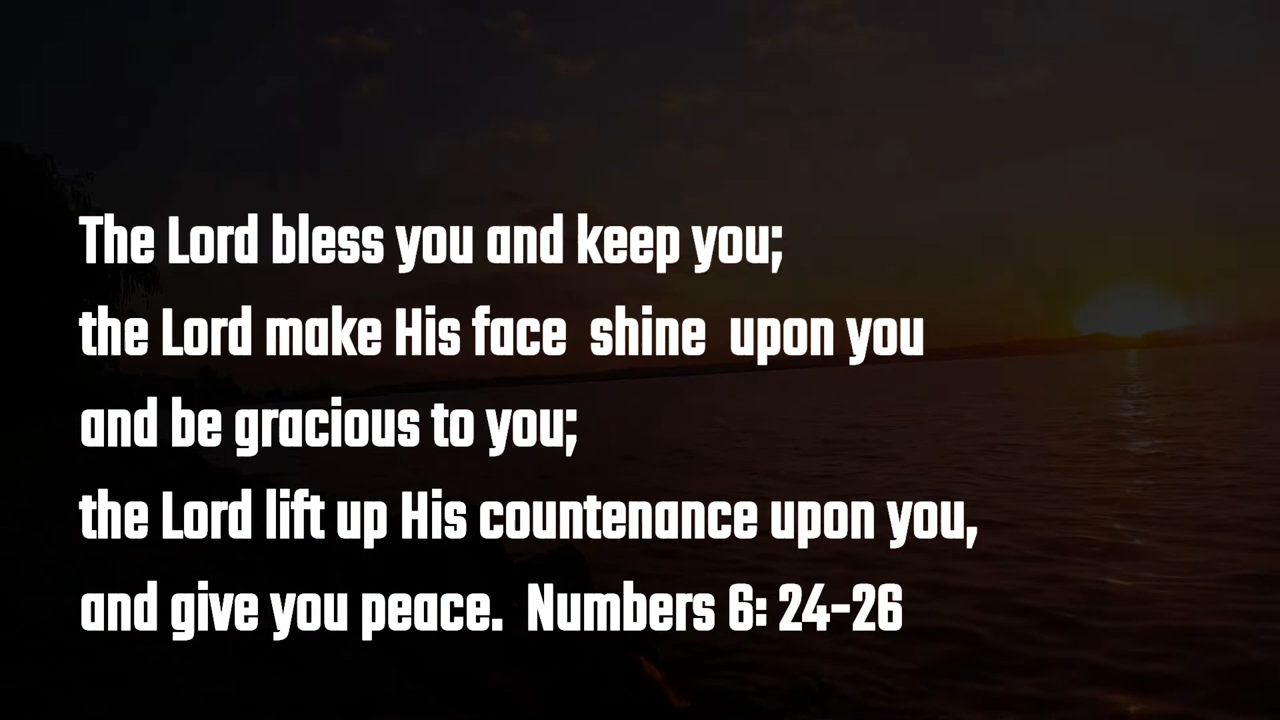 The Lord bless you and keep you;
the Lord make His face  shine  upon you
and be gracious to you;
the Lord lift up His countenance upon you,
and give you peace.  Numbers 6: 24-26